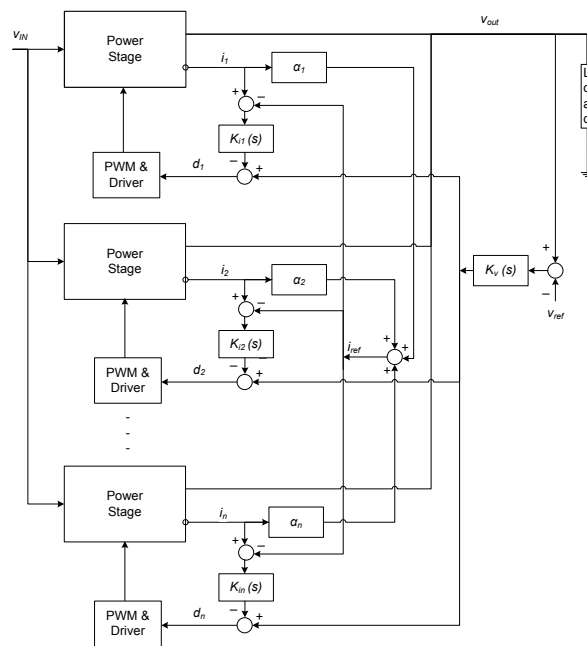 v_IN
Power
Stage
i_1
α_1
v_out
L
o
a
d
+
−
K_i1 (s)
−
+
d_1
PWM &
Driver
Power
Stage
i_2
α_2
+
−
K_i2 (s)
−
−
+
d_2
PWM &
Driver
i_ref
+
+
+
K_v (s)
+
−
v_ref
-
-
-
Power
Stage
i_n
α_n
+
−
K_in (s)
−
+
d_n
PWM &
Driver